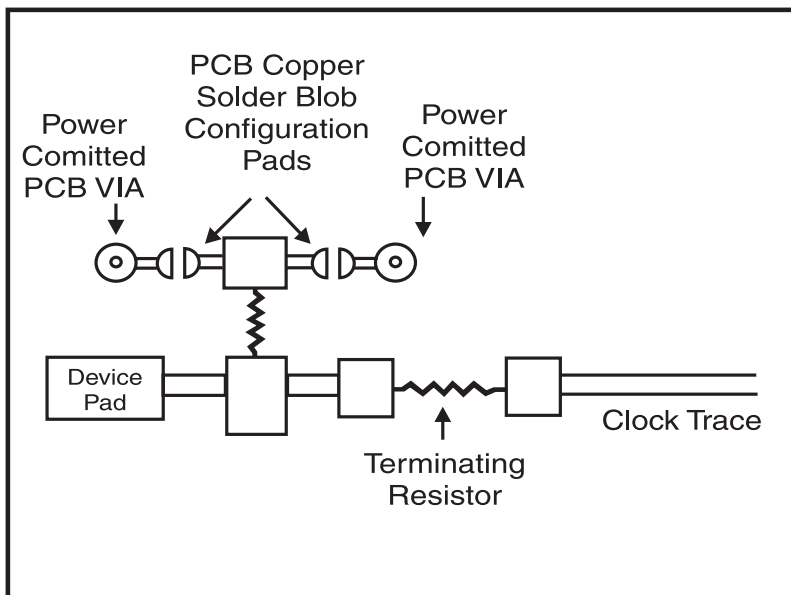 PCB Copper
Solder Blob
Configuration
Pads
Power
Comitted
PCB VIA
Power
Comitted
PCB VIA
Device
Pad
Clock Trace
Terminating
Resistor